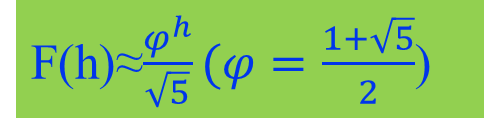 F(h)≈φ^h/√5 (φ = (1+√5)/2)